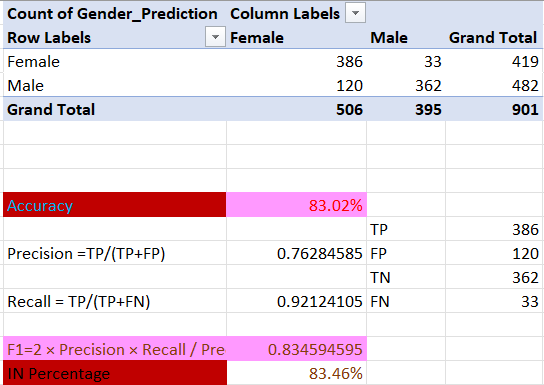 Count of Gender_Prediction Column Labels
Row Labels Female Male Grand Total
Female 386 33 419
Male 120 362 482
Grand Total 506 395 901
Accuracy 83.02%
TP 386
Precision =TP/(TP+FP) 0.76284585 FP 120
TN 362
Recall = TP/(TP+FN) 0.92124105 FN 33
F1=2 × Precision × Recall / Pre 0.834594595
IN Percentage 83.46%